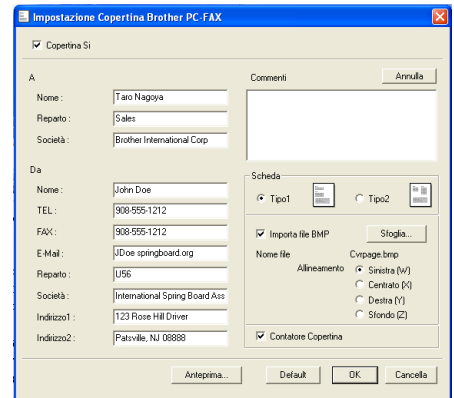 Impostazione Copertina Brother PC-FAX
Copertina Si
A
Nome : Taro Nagoya
Reparto : Sales
Società : Brother International Corp
Da
Nome : John Doe
TEL : 908-555-1212
FAX : 908-555-1212
E-Mail : JDoe springboard.org
Reparto : U56
Società : International Spring Board Ass
Indirizzo1 : 123 Rose Hill Driver
Indirizzo2 : Patsville, NJ 08888
Commenti Annulla
Scheda
Tipo1 Tipo2
Importa file BMP Sfoglia...
Nome file Cvrpage.bmp
Allineamento Sinistra (W)
Centrato (X)
Destra (Y)
Sfondo (Z)
Contatore Copertina
Anteprima... Default OK Cancella